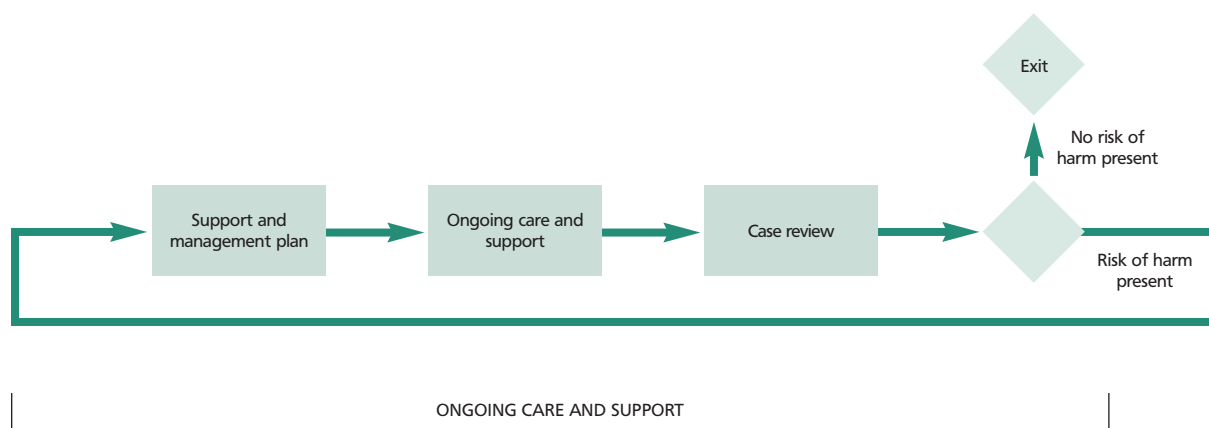 Exit
No risk of
harm present
Support and
management plan
Ongoing care and
support
Case review
Risk of harm
present
ONGOING CARE AND SUPPORT